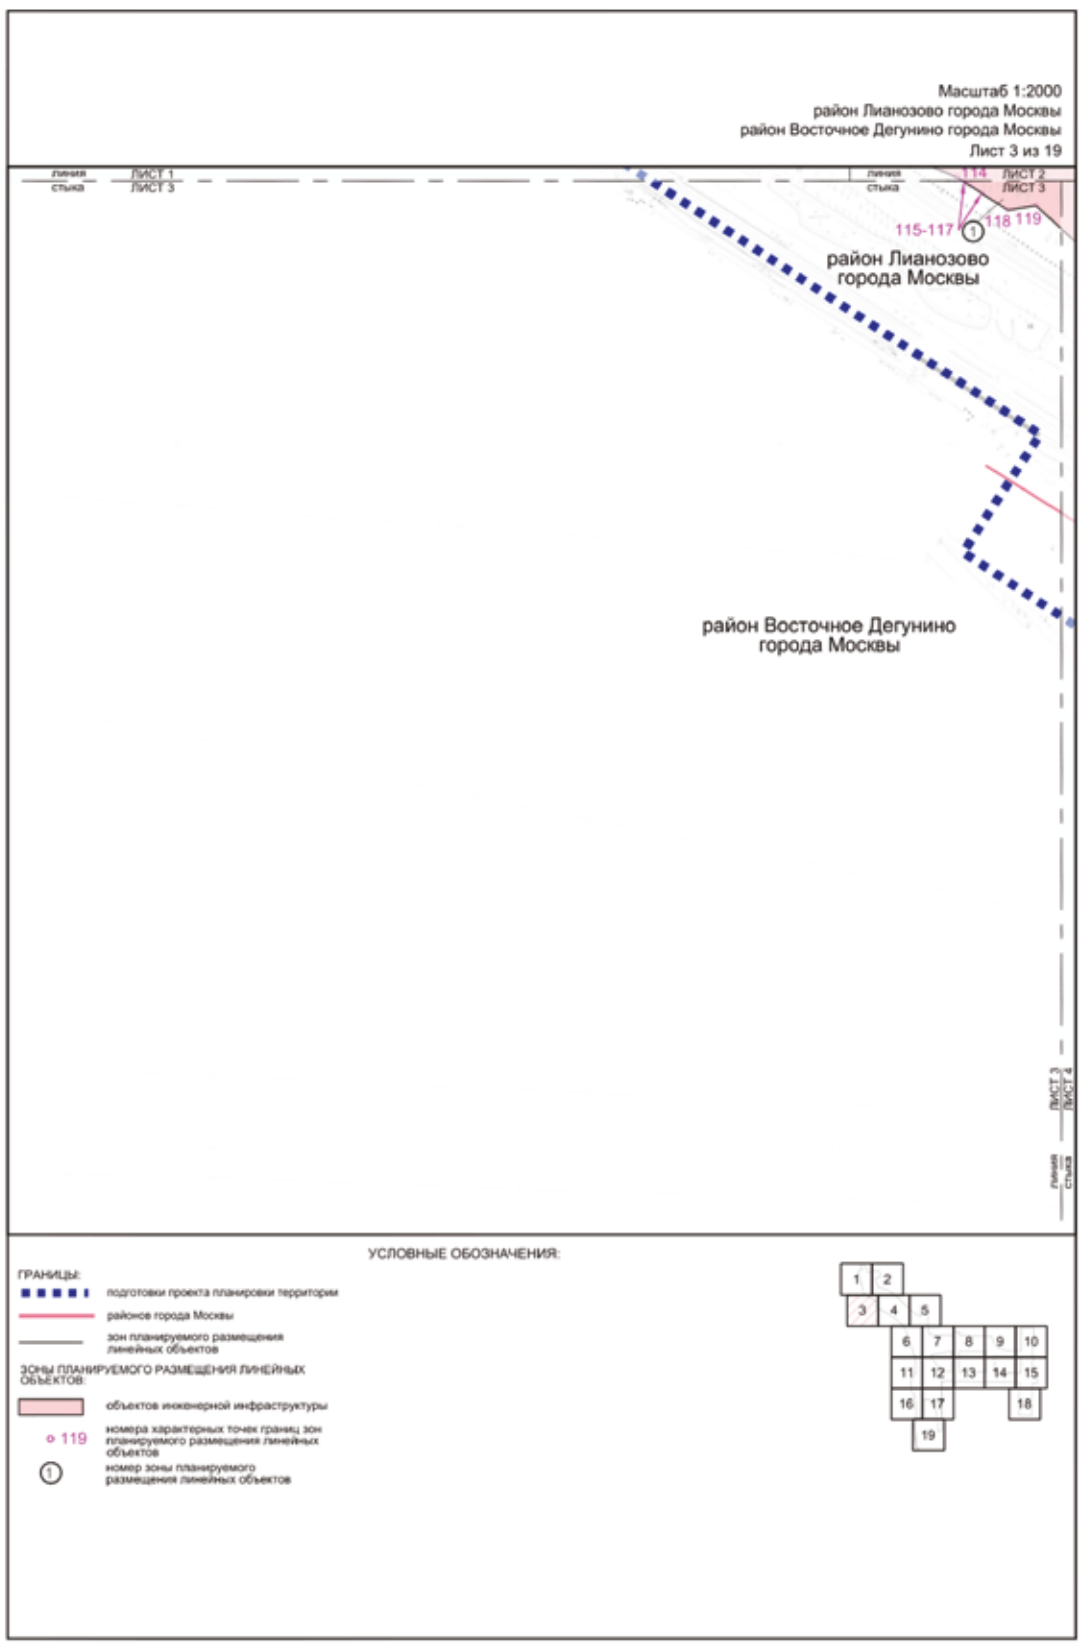 Масштаб 1:2000
район Лианозово города Москвы
район Восточное Дегунино города Москвы
Лист 3 из 19
линия ЛИСТ 1
стыка ЛИСТ 3
линия 114 ЛИСТ 2
стыка ЛИСТ 3
115-117 1 118 119
район Лианозово
города Москвы
район Восточное Дегунино
города Москвы
ЛИСТ 3
ЛИСТ 4
линия
стыка
УСЛОВНЫЕ ОБОЗНАЧЕНИЯ:
ГРАНИЦЫ:
подготовки проекта планировки территории
районов города Москвы
зон планируемого размещения
линейных объектов
ЗОНЫ ПЛАНИРУЕМОГО РАЗМЕЩЕНИЯ ЛИНЕЙНЫХ
ОБЪЕКТОВ:
объектов инженерной инфраструктуры
119 номера характерных точек границ зон
планируемого размещения линейных
объектов
1 номер зоны планируемого
размещения линейных объектов
1 2
3 4 5
6 7 8 9 10
11 12 13 14 15
16 17 18
19